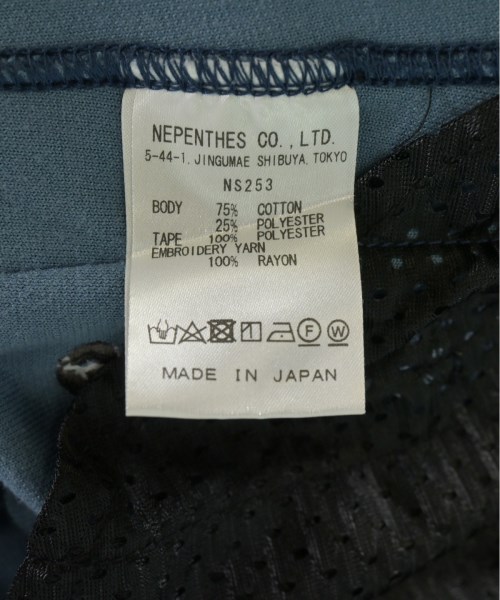 NEPENTHES CO., LTD.
5-44-1. JINGUMAE SHIBUYA. TOKYO
NS253
BODY 75% COTTON
25% POLYESTER
TAPE 100% POLYESTER
EMBROIDERY YARN
100% RAYON
F W
MADE IN JAPAN